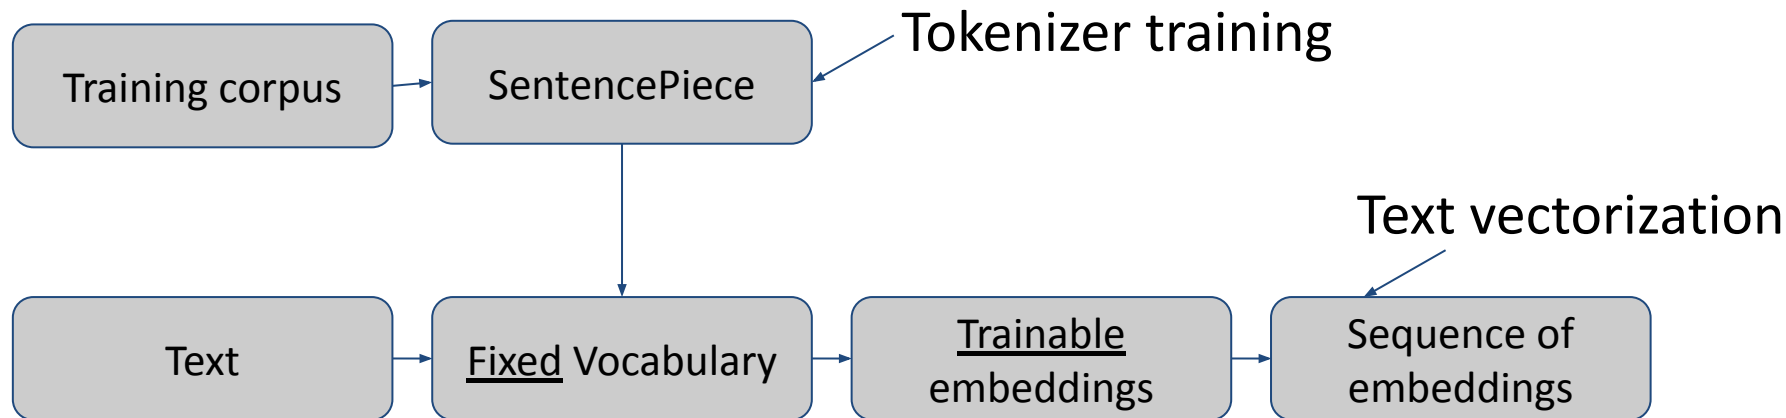 Training corpus
SentencePiece
Tokenizer training
Text vectorization
Text
Fixed Vocabulary
Trainable
embeddings
Sequence of
embeddings